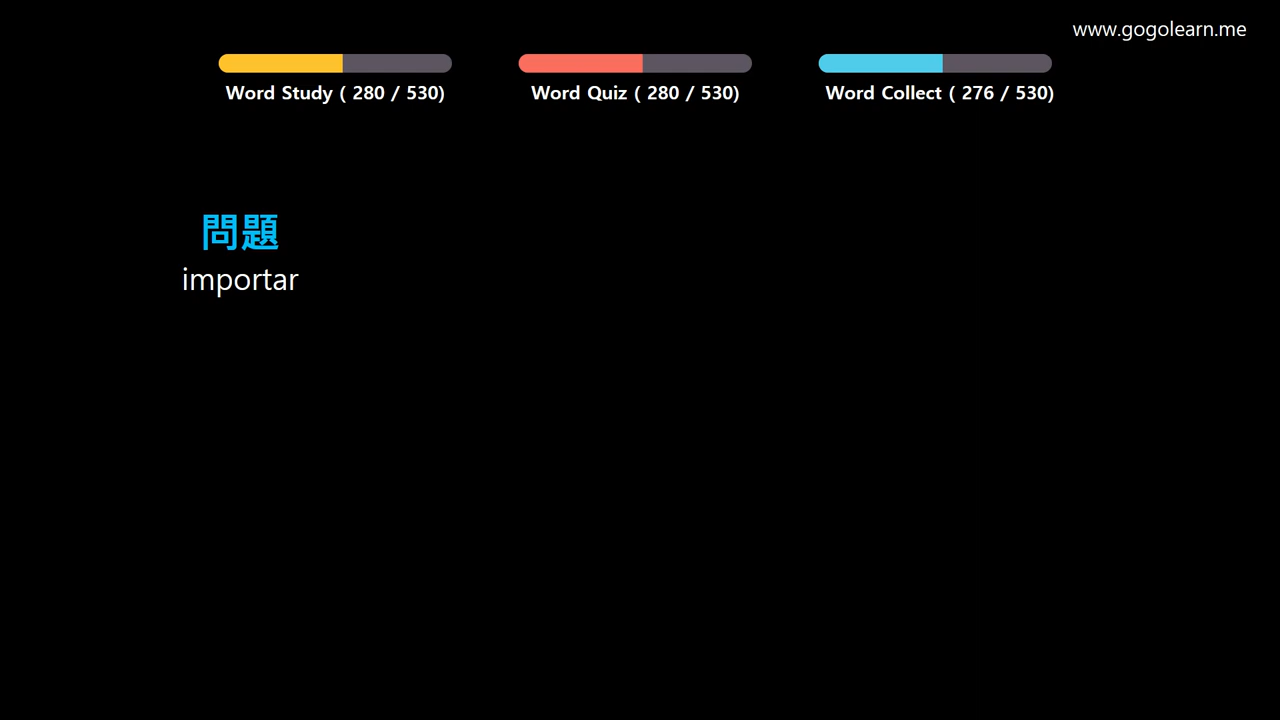 www.gogolearn.me
Word Study ( 280 / 530)
Word Quiz ( 280 / 530)
Word Collect ( 276 / 530)
問題
importar